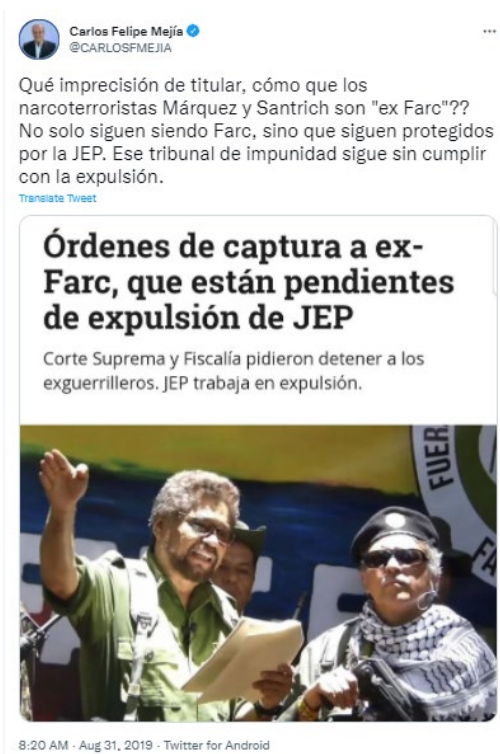 Carlos Felipe Mejía
@CARLOSFMEJIA
Qué imprecisión de titular, cómo que los
narcoterroristas Márquez y Santrich son "ex Farc"??
No solo siguen siendo Farc, sino que siguen protegidos
por la JEP. Ese tribunal de impunidad sigue sin cumplir
con la expulsión.
Translate Tweet
Órdenes de captura a ex-
Farc, que están pendientes
de expulsión de JEP
Corte Suprema y Fiscalía pidieron detener a los
exguerrilleros. JEP trabaja en expulsión.
FUER
FA
8:20 AM · Aug 31, 2019 · Twitter for Android